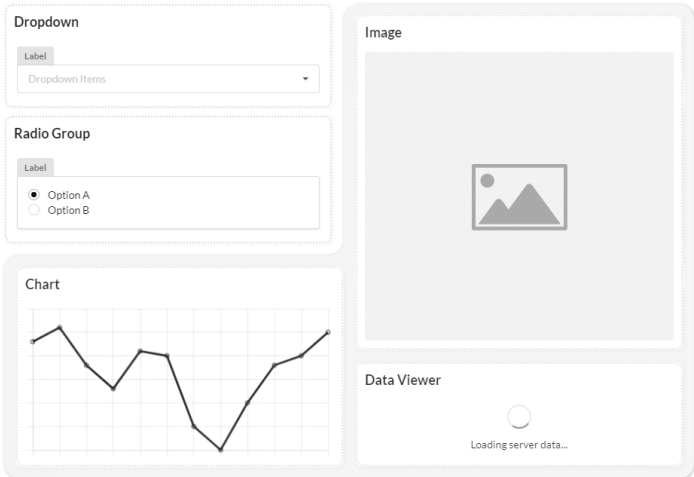 Dropdown
Label
Dropdown Items
Radio Group
Label
Option A
Option B
Chart
Image
Data Viewer
Loading server data...